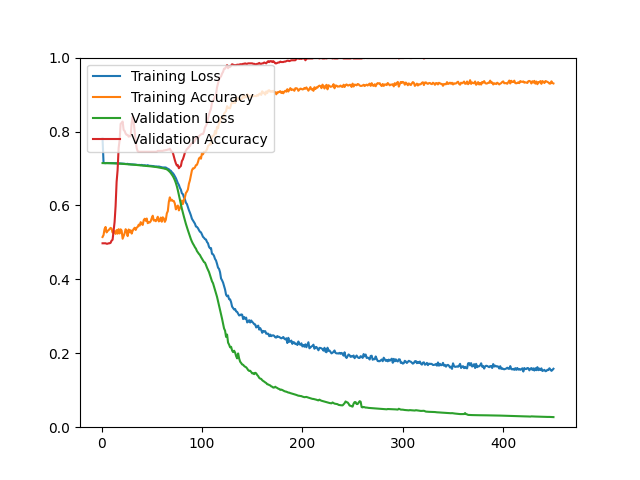 1.0
0.8
0.6
0.4
0.2
0.0
Training Loss
Training Accuracy
Validation Loss
Validation Accuracy
0 100 200 300 400